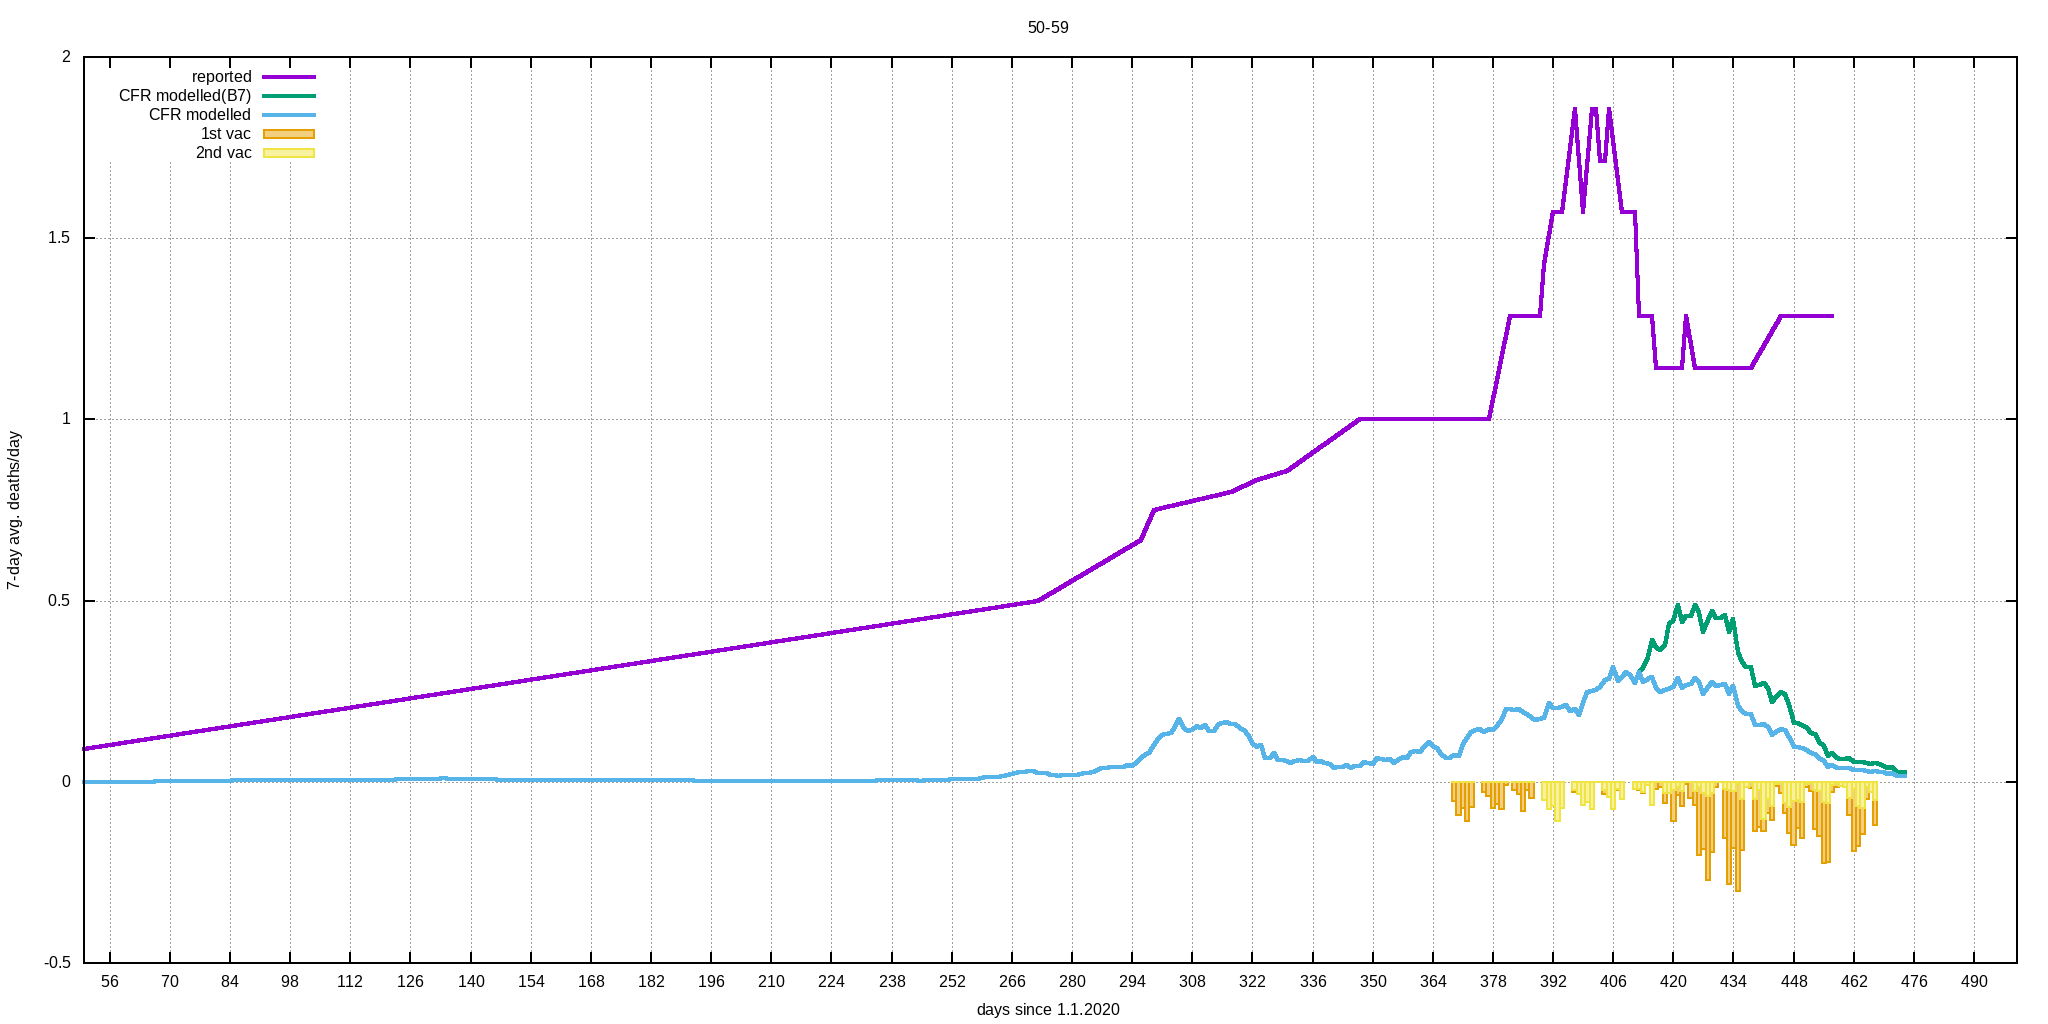 50-59
2
1.5
1
0.5
0
-0.5
7-day avg. deaths/day
reported
CFR modelled(B7)
CFR modelled
1st vac
2nd vac
56 70 84 98 112 126 140 154 168 182 196 210 224 238 252 266 280 294 308 322 336 350 364 378 392 406 420 434 448 462 476 490
days since 1.1.2020